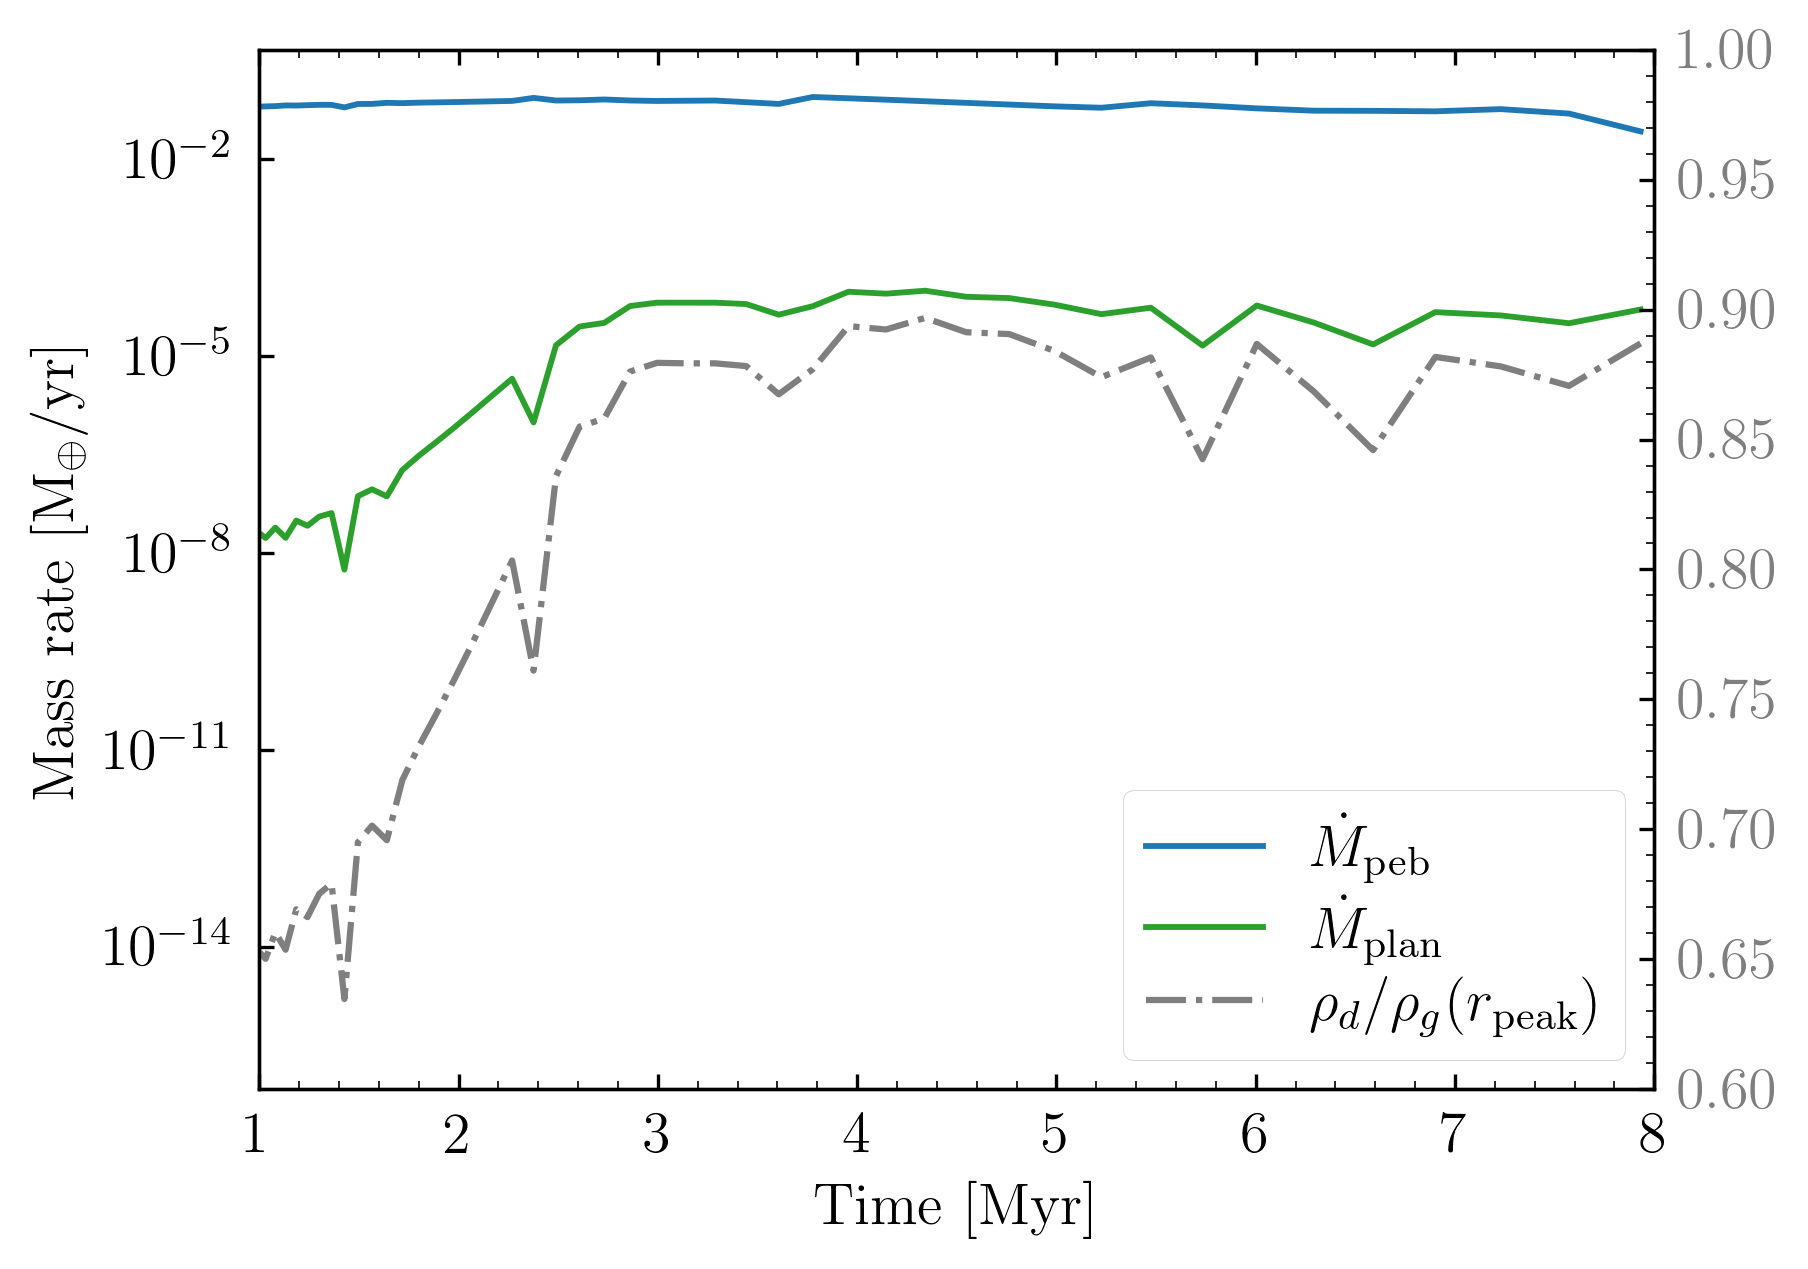 Mass rate [M⊕/yr]
10⁻²
10⁻⁵
10⁻⁸
10⁻¹¹
10⁻¹⁴
1.00
0.95
0.90
0.85
0.80
0.75
0.70
0.65
0.60
Ṁpeb
Ṁplan
ρd/ρg(rpeak)
1 2 3 4 5 6 7 8
Time [Myr]